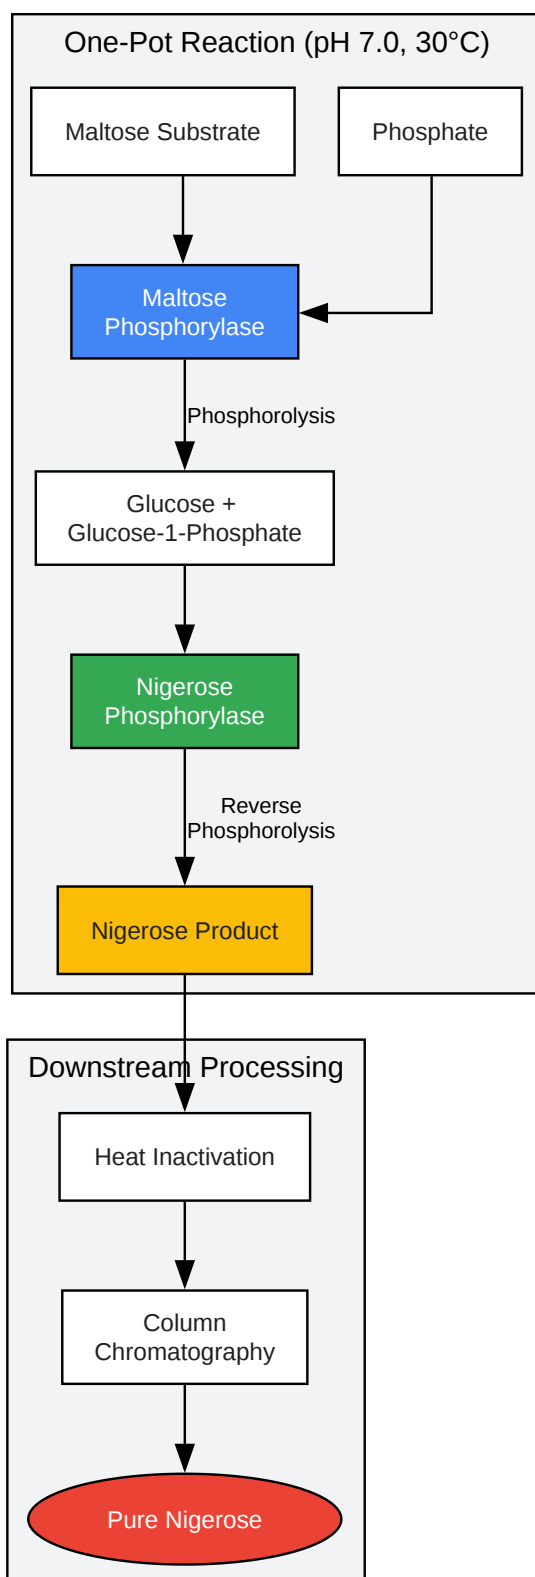 One-Pot Reaction (pH 7.0, 30°C)
Maltose Substrate
Phosphate
Maltose
Phosphorylase
Phosphorolysis
Glucose +
Glucose-1-Phosphate
Nigerose
Phosphorylase
Reverse
Phosphorolysis
Nigerose Product
Downstream Processing
Heat Inactivation
Column
Chromatography
Pure Nigerose